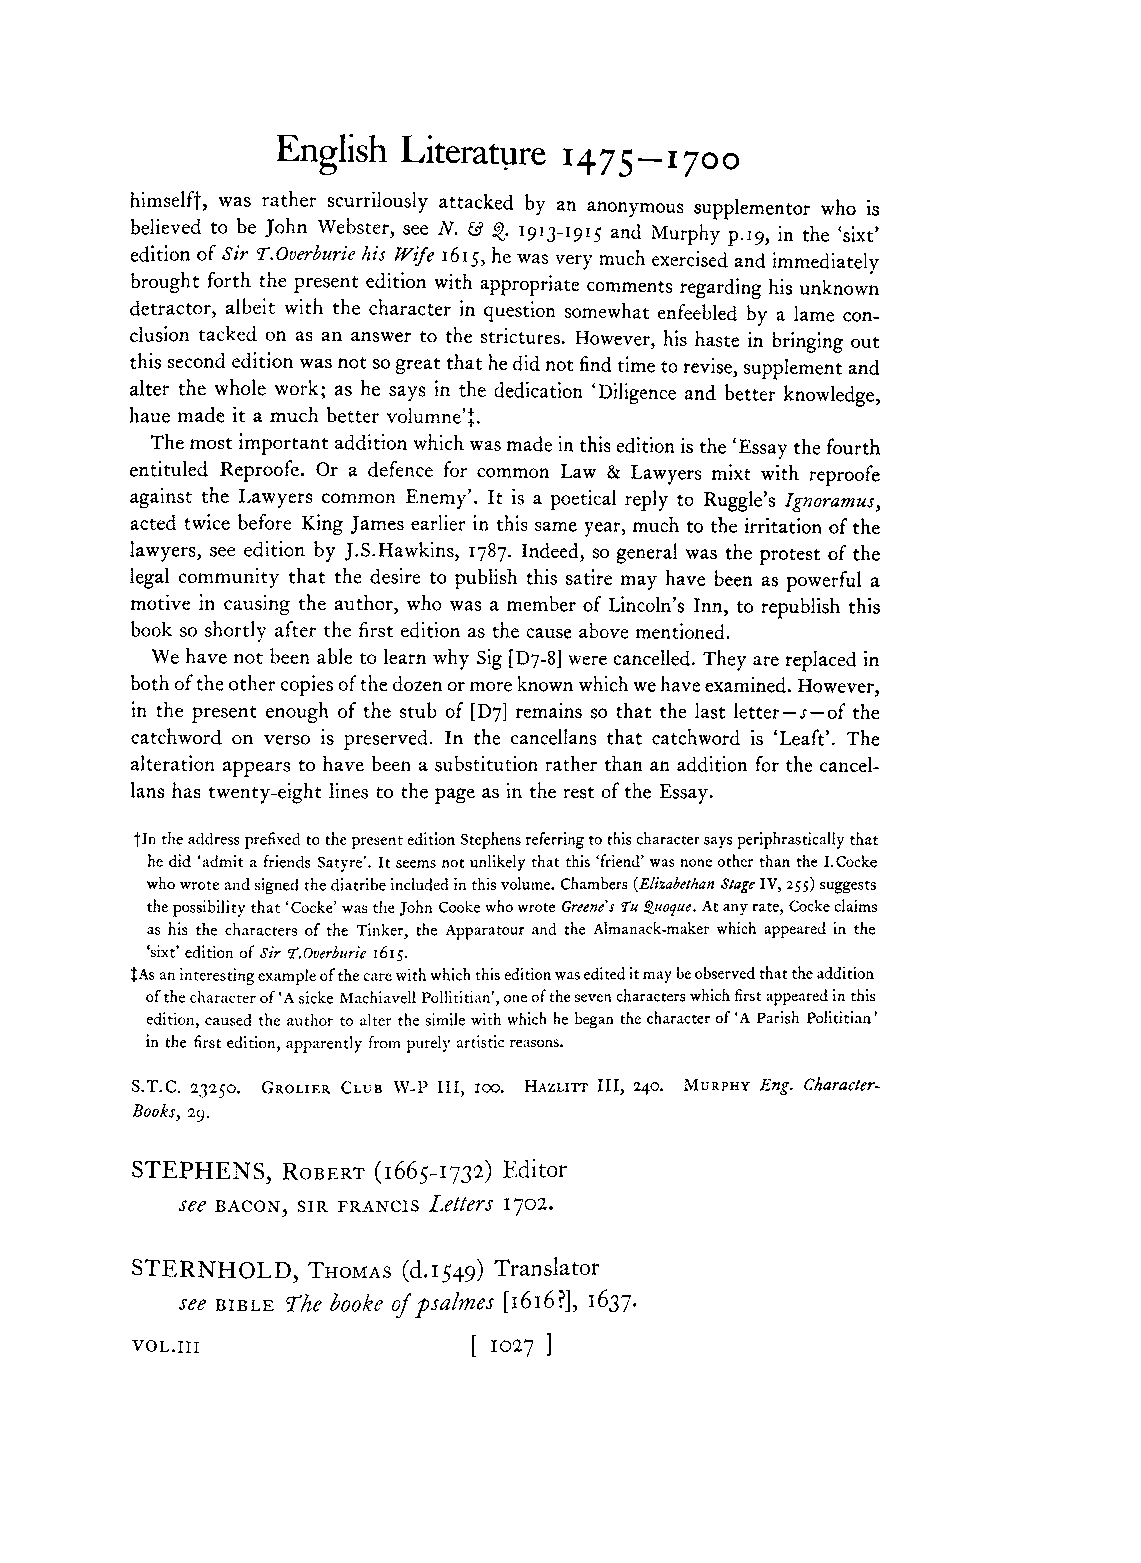 English Literature 1475–1700
himself†, was rather scurrilously attacked by an anonymous supplementor who is
believed to be John Webster, see N. & Q. 1913-1915 and Murphy p.19, in the ‘sixt’
edition of Sir T.Overburie his Wife 1615, he was very much exercised and immediately
brought forth the present edition with appropriate comments regarding his unknown
detractor, albeit with the character in question somewhat enfeebled by a lame con-
clusion tacked on as an answer to the strictures. However, his haste in bringing out
this second edition was not so great that he did not find time to revise, supplement and
alter the whole work; as he says in the dedication ‘Diligence and better knowledge,
haue made it a much better volumne’‡.
The most important addition which was made in this edition is the ‘Essay the fourth
entituled Reproofe. Or a defence for common Law & Lawyers mixt with reproofe
against the Lawyers common Enemy’. It is a poetical reply to Ruggle’s Ignoramus,
acted twice before King James earlier in this same year, much to the irritation of the
lawyers, see edition by J.S.Hawkins, 1787. Indeed, so general was the protest of the
legal community that the desire to publish this satire may have been as powerful a
motive in causing the author, who was a member of Lincoln’s Inn, to republish this
book so shortly after the first edition as the cause above mentioned.
We have not been able to learn why Sig [D7-8] were cancelled. They are replaced in
both of the other copies of the dozen or more known which we have examined. However,
in the present enough of the stub of [D7] remains so that the last letter–s–of the
catchword on verso is preserved. In the cancellans that catchword is ‘Leaft’. The
alteration appears to have been a substitution rather than an addition for the cancel-
lans has twenty-eight lines to the page as in the rest of the Essay.
†In the address prefixed to the present edition Stephens referring to this character says periphrastically that
he did ‘admit a friends Satyre’. It seems not unlikely that this ‘friend’ was none other than the I.Cocke
who wrote and signed the diatribe included in this volume. Chambers (Elizabethan Stage IV, 255) suggests
the possibility that ‘Cocke’ was the John Cooke who wrote Greene’s Tu Quoque. At any rate, Cocke claims
as his the characters of the Tinker, the Apparatour and the Almanack-maker which appeared in the
‘sixt’ edition of Sir T.Overburie 1615.
‡As an interesting example of the care with which this edition was edited it may be observed that the addition
of the character of ‘A sicke Machiavell Pollititian’, one of the seven characters which first appeared in this
edition, caused the author to alter the simile with which he began the character of ‘A Parish Polititian’
in the first edition, apparently from purely artistic reasons.
S.T.C. 23250. GROLIER CLUB W-P III, 100. HAZLITT III, 240. MURPHY Eng. Character-
Books, 29.
STEPHENS, ROBERT (1665-1732) Editor
see BACON, SIR FRANCIS Letters 1702.
STERNHOLD, THOMAS (d.1549) Translator
see BIBLE The booke of psalmes [1616?], 1637.
VOL.III [ 1027 ]